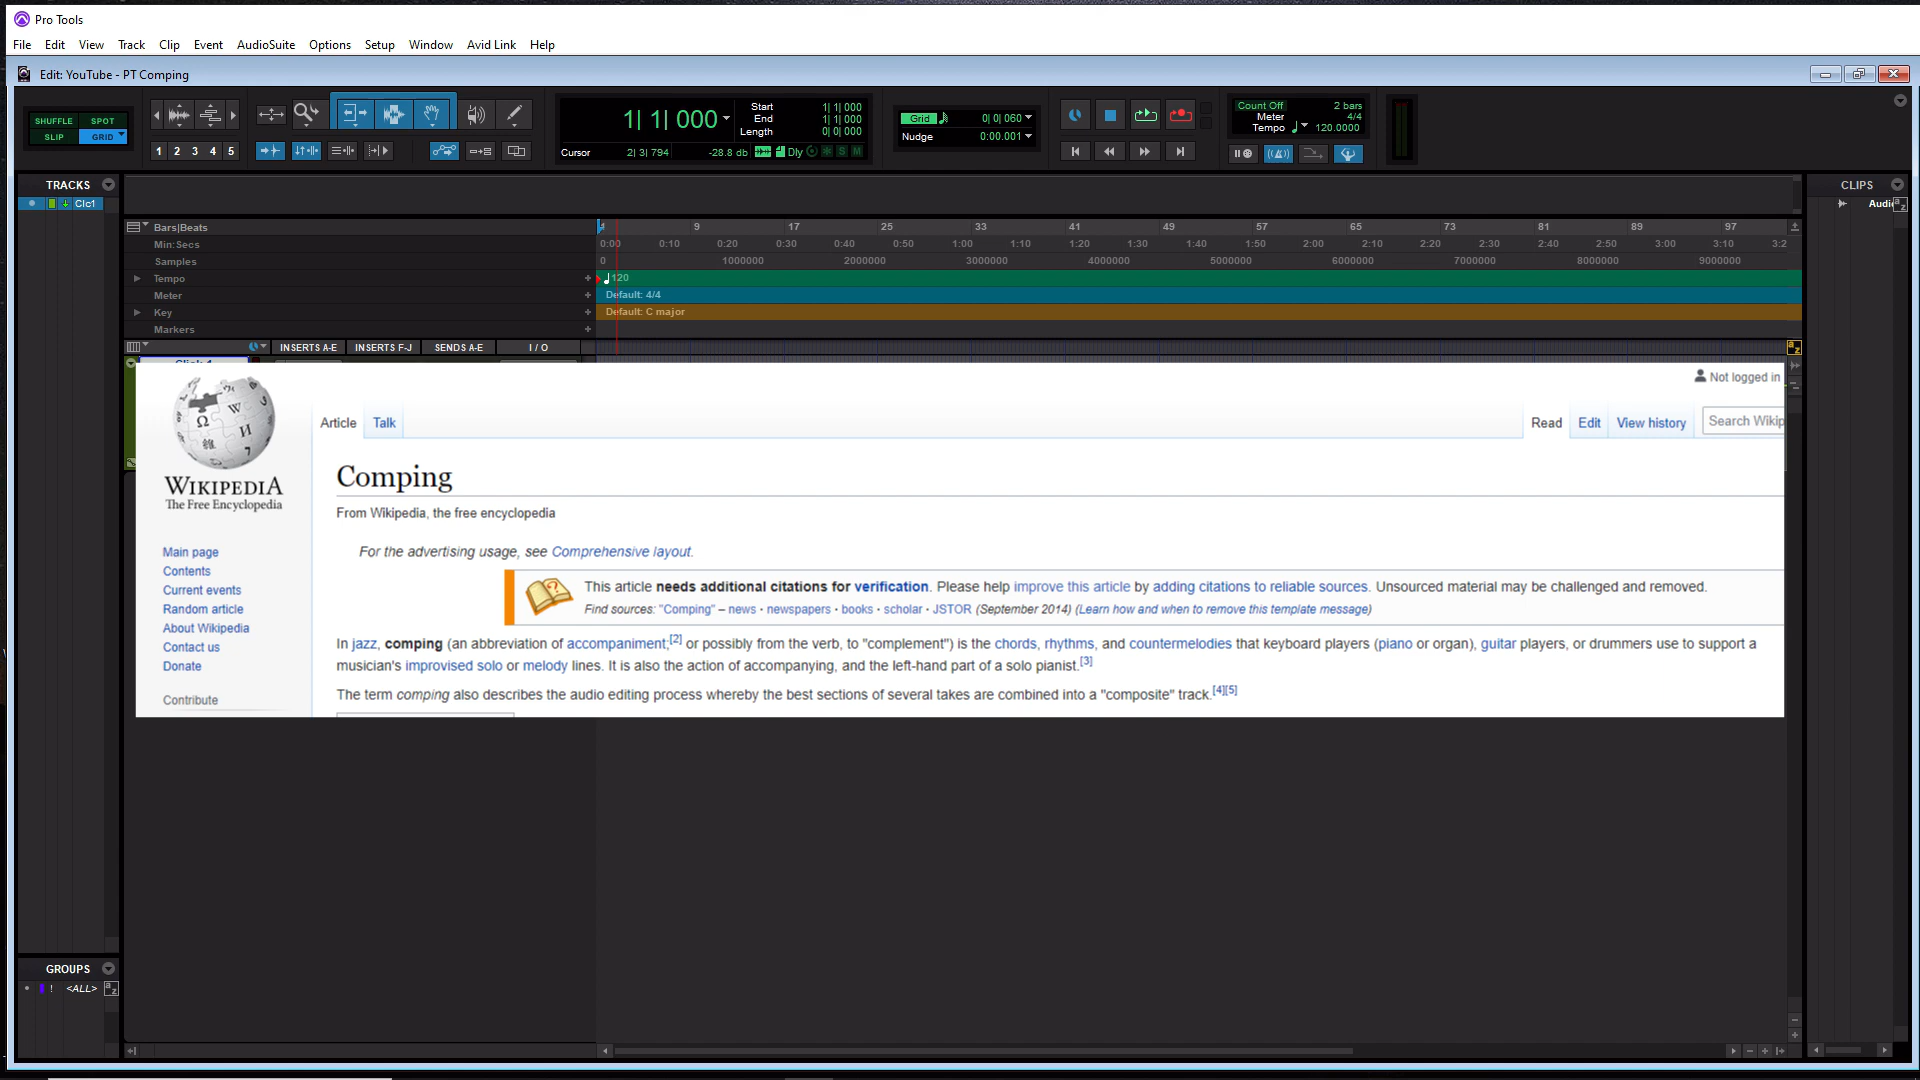 Pro Tools
File Edit View Track Clip Event AudioSuite Options Setup Window Avid Link Help
Edit: YouTube - PT Comping
SHUFFLE SPOT
SLIP GRID
1 2 3 4 5
1| 1| 000
Start 1| 1| 000
End 1| 1| 000
Length 0| 0| 000
Cursor 2| 3| 794 -28.8 db Dly S M
Grid 0| 0| 060
Nudge 0:00.001
Count Off 2 bars
Meter 4/4
Tempo 120.0000
TRACKS
Clc1
CLIPS
Audi
Bars|Beats 9 17 25 33 41 49 57 65 73 81 89 97
Min:Secs 0:00 0:10 0:20 0:30 0:40 0:50 1:00 1:10 1:20 1:30 1:40 1:50 2:00 2:10 2:20 2:30 2:40 2:50 3:00 3:10 3:2
Samples 0 1000000 2000000 3000000 4000000 5000000 6000000 7000000 8000000 9000000
Tempo 120
Meter Default: 4/4
Key Default: C major
Markers
INSERTS A-E INSERTS F-J SENDS A-E I / O
Not logged in
Article Talk Read Edit View history Search Wikip
WIKIPEDIA
The Free Encyclopedia
Main page
Contents
Current events
Random article
About Wikipedia
Contact us
Donate
Contribute
Comping
From Wikipedia, the free encyclopedia
For the advertising usage, see Comprehensive layout.
This article needs additional citations for verification. Please help improve this article by adding citations to reliable sources. Unsourced material may be challenged and removed.
Find sources: "Comping" – news · newspapers · books · scholar · JSTOR (September 2014) (Learn how and when to remove this template message)
In jazz, comping (an abbreviation of accompaniment;[2] or possibly from the verb, to "complement") is the chords, rhythms, and countermelodies that keyboard players (piano or organ), guitar players, or drummers use to support a
musician's improvised solo or melody lines. It is also the action of accompanying, and the left-hand part of a solo pianist.[3]
The term comping also describes the audio editing process whereby the best sections of several takes are combined into a "composite" track.[4][5]
GROUPS
! <ALL>